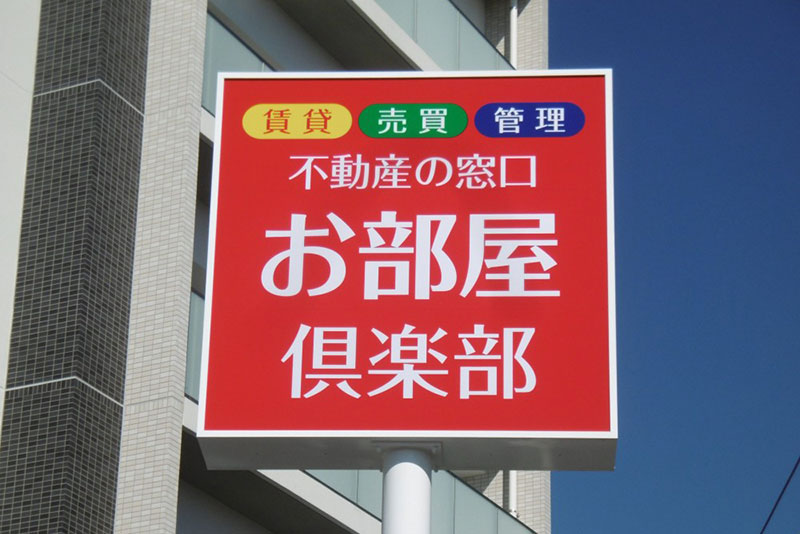 賃貸 売買 管理
不動産の窓口
お部屋
倶楽部